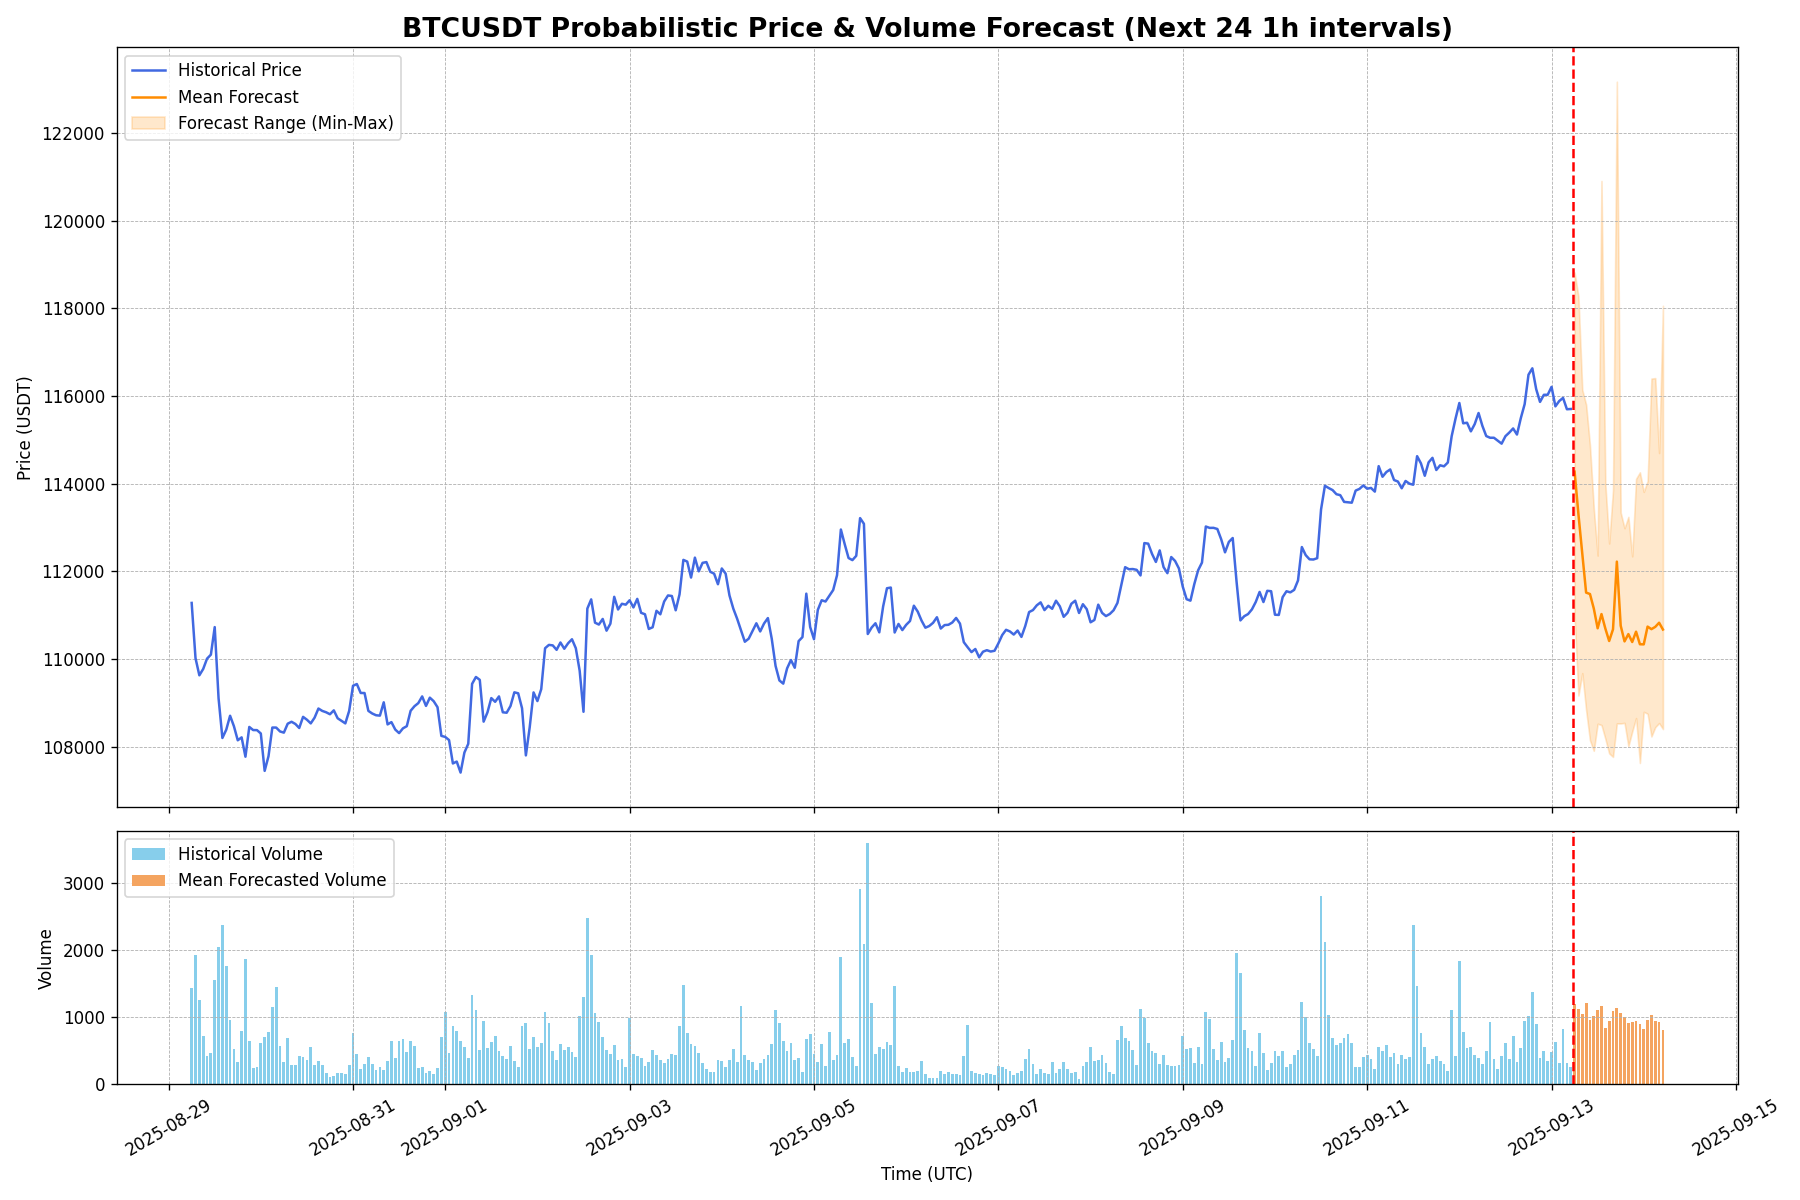 BTCUSDT Probabilistic Price & Volume Forecast (Next 24 1h intervals)
Historical Price
Mean Forecast
Forecast Range (Min-Max)
122000
120000
118000
116000
114000
112000
110000
108000
Price (USDT)
Historical Volume
Mean Forecasted Volume
3000
2000
1000
0
Volume
2025-08-29
2025-08-31
2025-09-01
2025-09-03
2025-09-05
2025-09-07
2025-09-09
2025-09-11
2025-09-13
2025-09-15
Time (UTC)